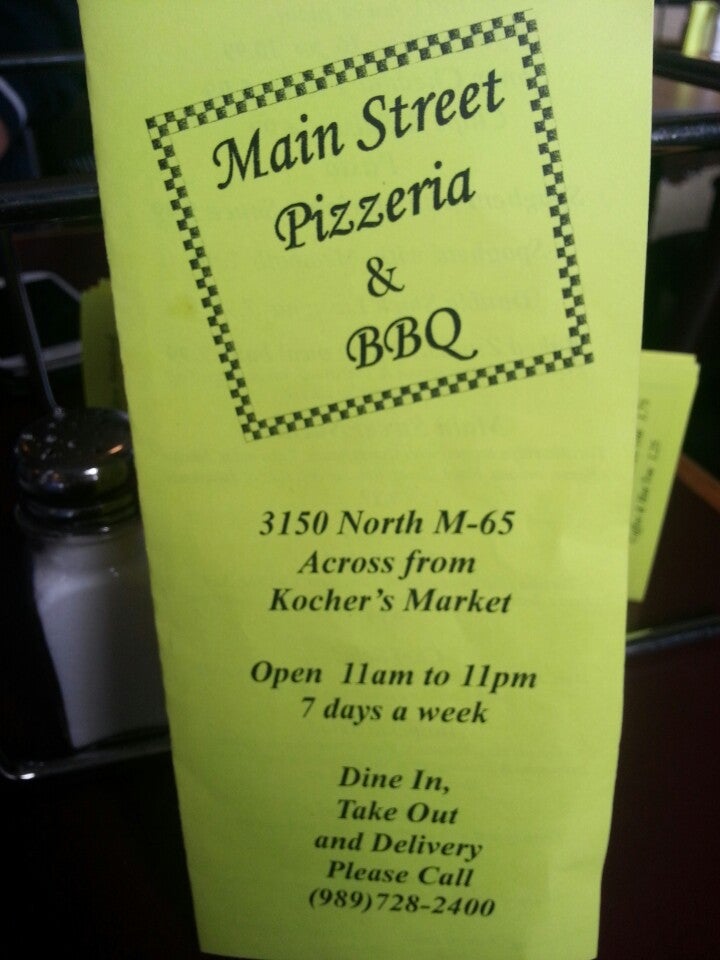 Main Street
Pizzeria
&
BBQ
3150 North M-65
Across from
Kocher's Market
Open 11am to 11pm
7 days a week
Dine In,
Take Out
and Delivery
Please Call
(989)728-2400